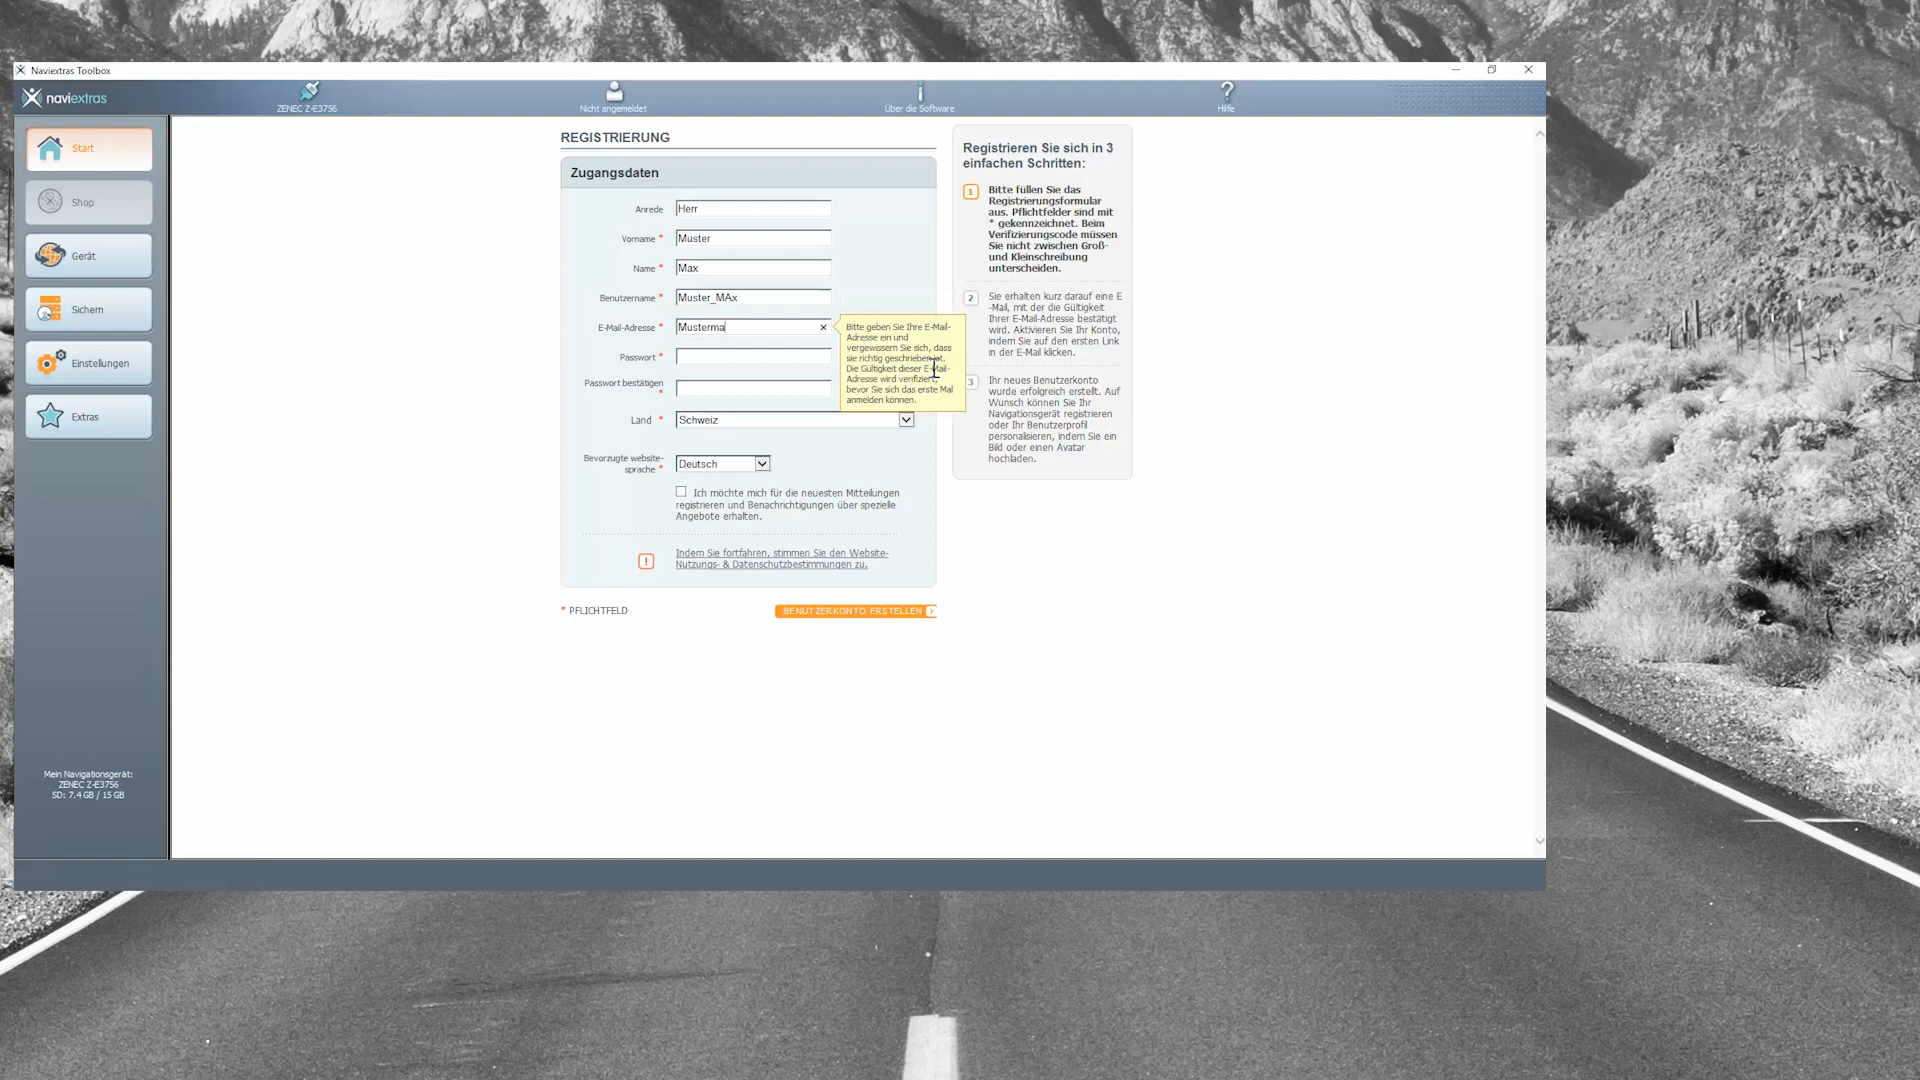 Naviextras Toolbox
naviextras
ZENEC Z-E3756
Nicht angemeldet
Über die Software
Hilfe
Start
Shop
Gerät
Sichern
Einstellungen
Extras
Mein Navigationsgerät:
ZENEC Z-E3756
SD: 7.4 GB / 15 GB
REGISTRIERUNG
Zugangsdaten
Anrede Herr
Vorname * Muster
Name * Max
Benutzername * Muster_MAx
E-Mail-Adresse * Musterma
Passwort *
Passwort bestätigen
*
Land * Schweiz
Bevorzugte website-
sprache * Deutsch
Ich möchte mich für die neuesten Mitteilungen
registrieren und Benachrichtigungen über spezielle
Angebote erhalten.
! Indem Sie fortfahren, stimmen Sie den Website-
Nutzungs- & Datenschutzbestimmungen zu.
* PFLICHTFELD
BENUTZERKONTO ERSTELLEN
Bitte geben Sie Ihre E-Mail-
Adresse ein und
vergewissern Sie sich, dass
sie richtig geschrieben ist.
Die Gültigkeit dieser E-Mail-
Adresse wird verifiziert,
bevor Sie sich das erste Mal
anmelden können.
Registrieren Sie sich in 3
einfachen Schritten:
1 Bitte füllen Sie das
Registrierungsformular
aus. Pflichtfelder sind mit
* gekennzeichnet. Beim
Verifizierungscode müssen
Sie nicht zwischen Groß-
und Kleinschreibung
unterscheiden.
2 Sie erhalten kurz darauf eine E
-Mail, mit der die Gültigkeit
Ihrer E-Mail-Adresse bestätigt
wird. Aktivieren Sie Ihr Konto,
indem Sie auf den ersten Link
in der E-Mail klicken.
3 Ihr neues Benutzerkonto
wurde erfolgreich erstellt. Auf
Wunsch können Sie Ihr
Navigationsgerät registrieren
oder Ihr Benutzerprofil
personalisieren, indem Sie ein
Bild oder einen Avatar
hochladen.